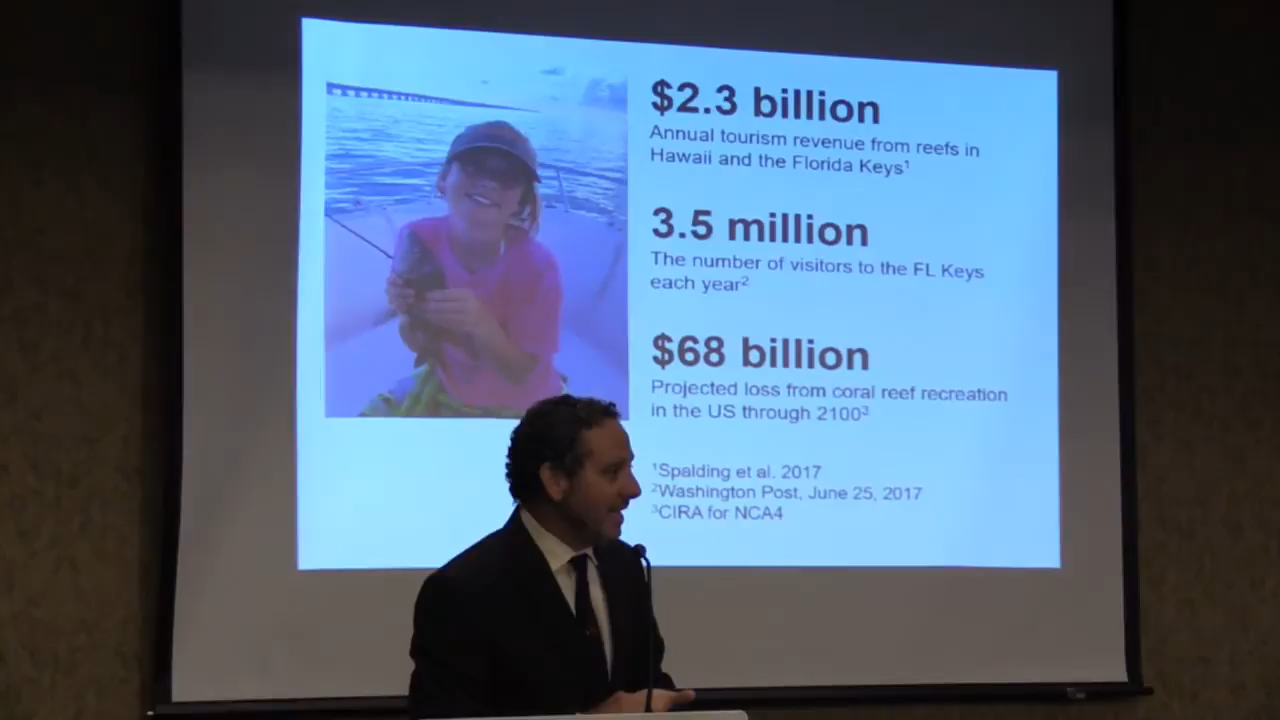 $2.3 billion
Annual tourism revenue from reefs in
Hawaii and the Florida Keys¹
3.5 million
The number of visitors to the FL Keys
each year²
$68 billion
Projected loss from coral reef recreation
in the US through 2100³
¹Spalding et al. 2017
²Washington Post, June 25, 2017
³CIRA for NCA4